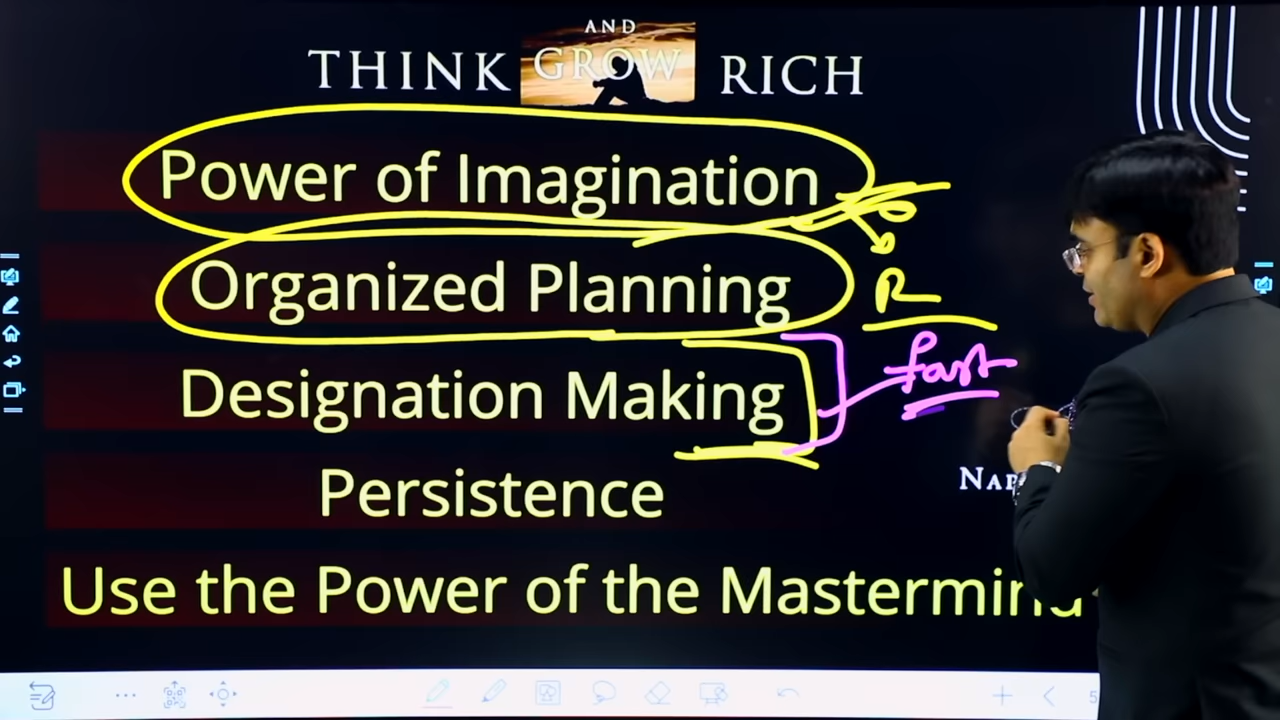 AND
THINK GROW RICH
Power of Imagination
R
Organized Planning
fast
Designation Making
Persistence
Use the Power of the Mastermind
5